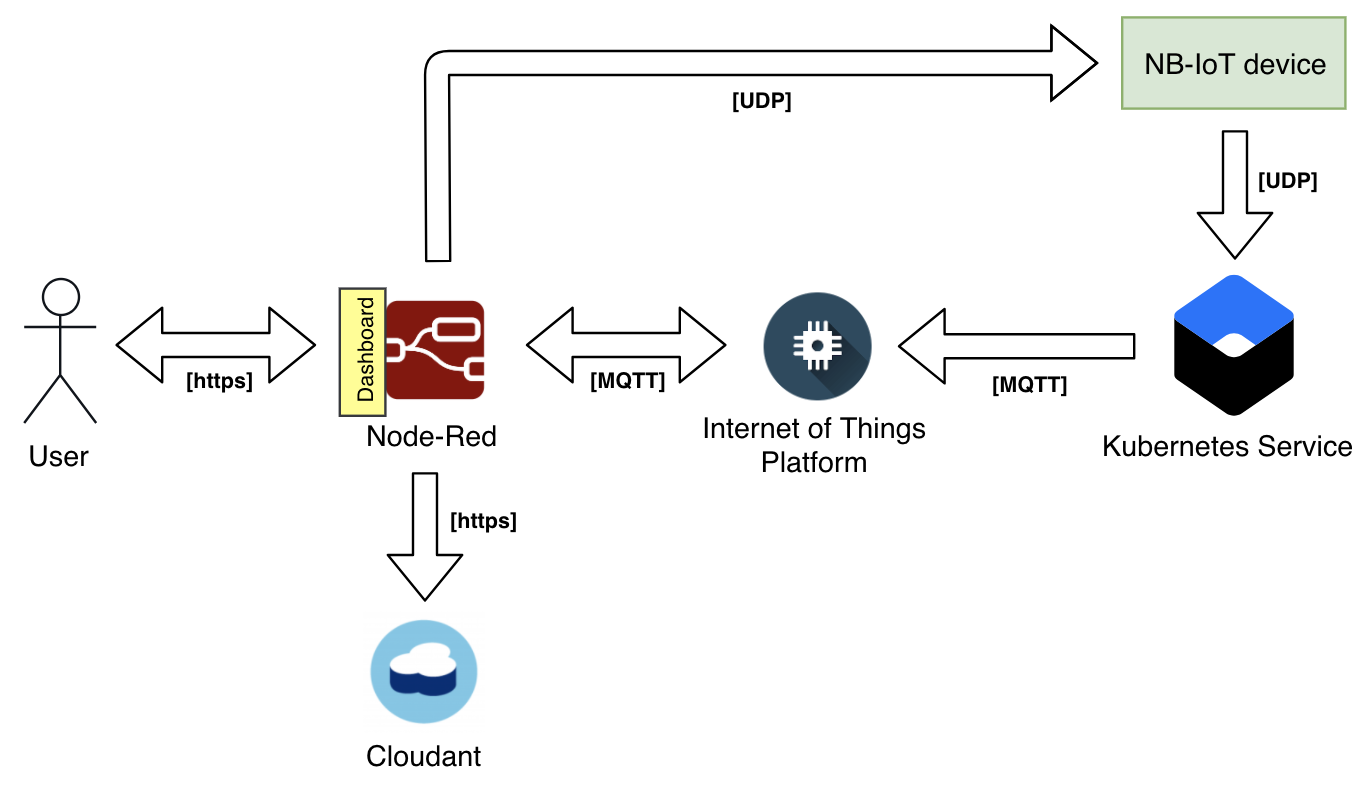 NB-IoT device
[UDP]
[UDP]
Dashboard
[https]
[MQTT]
[MQTT]
User
Node-Red
Internet of Things
Platform
Kubernetes Service
[https]
Cloudant